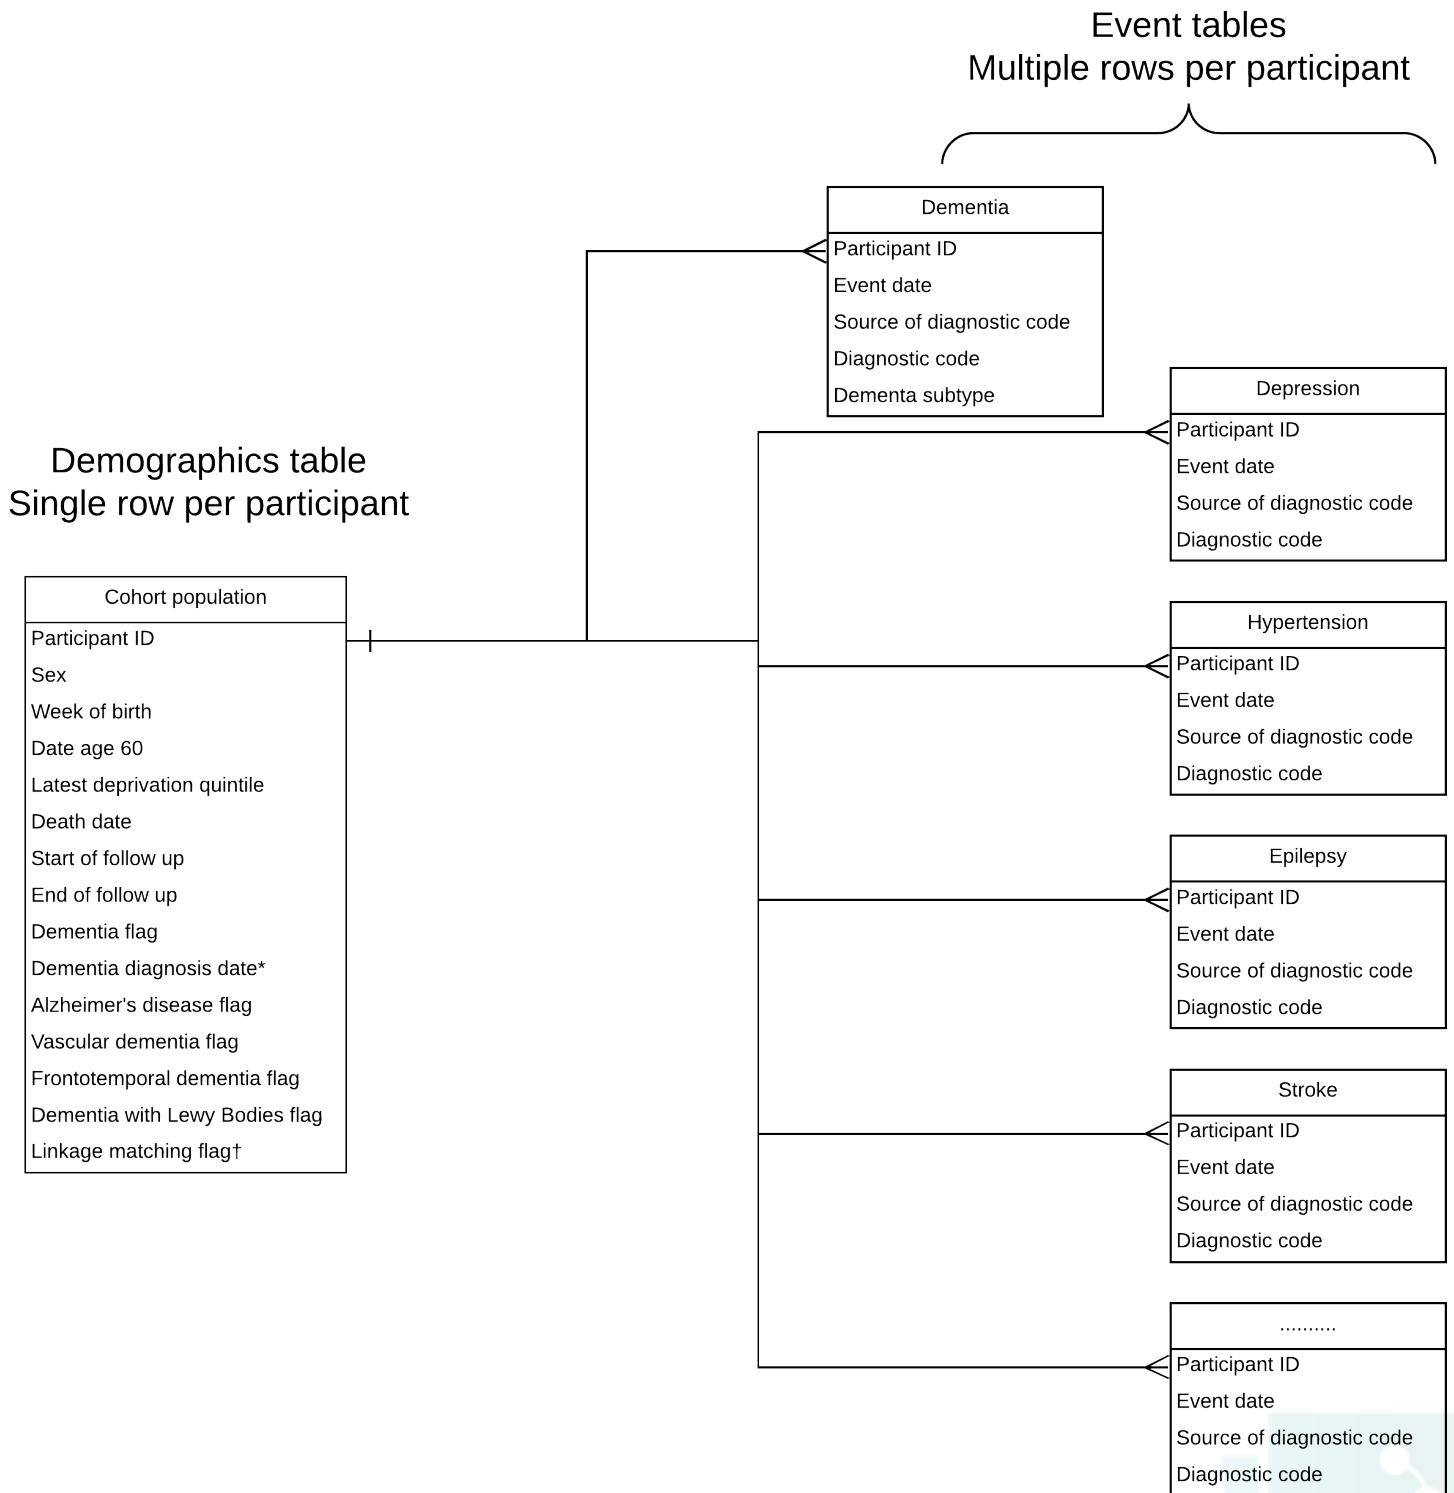 Event tables
Multiple rows per participant
Dementia
Participant ID
Event date
Source of diagnostic code
Diagnostic code
Dementa subtype
Depression
Participant ID
Event date
Source of diagnostic code
Diagnostic code
Demographics table
Single row per participant
Cohort population
Participant ID
Sex
Week of birth
Date age 60
Latest deprivation quintile
Death date
Start of follow up
End of follow up
Dementia flag
Dementia diagnosis date*
Alzheimer's disease flag
Vascular dementia flag
Frontotemporal dementia flag
Dementia with Lewy Bodies flag
Linkage matching flag†
Hypertension
Participant ID
Event date
Source of diagnostic code
Diagnostic code
Epilepsy
Participant ID
Event date
Source of diagnostic code
Diagnostic code
Stroke
Participant ID
Event date
Source of diagnostic code
Diagnostic code
..........
Participant ID
Event date
Source of diagnostic code
Diagnostic code